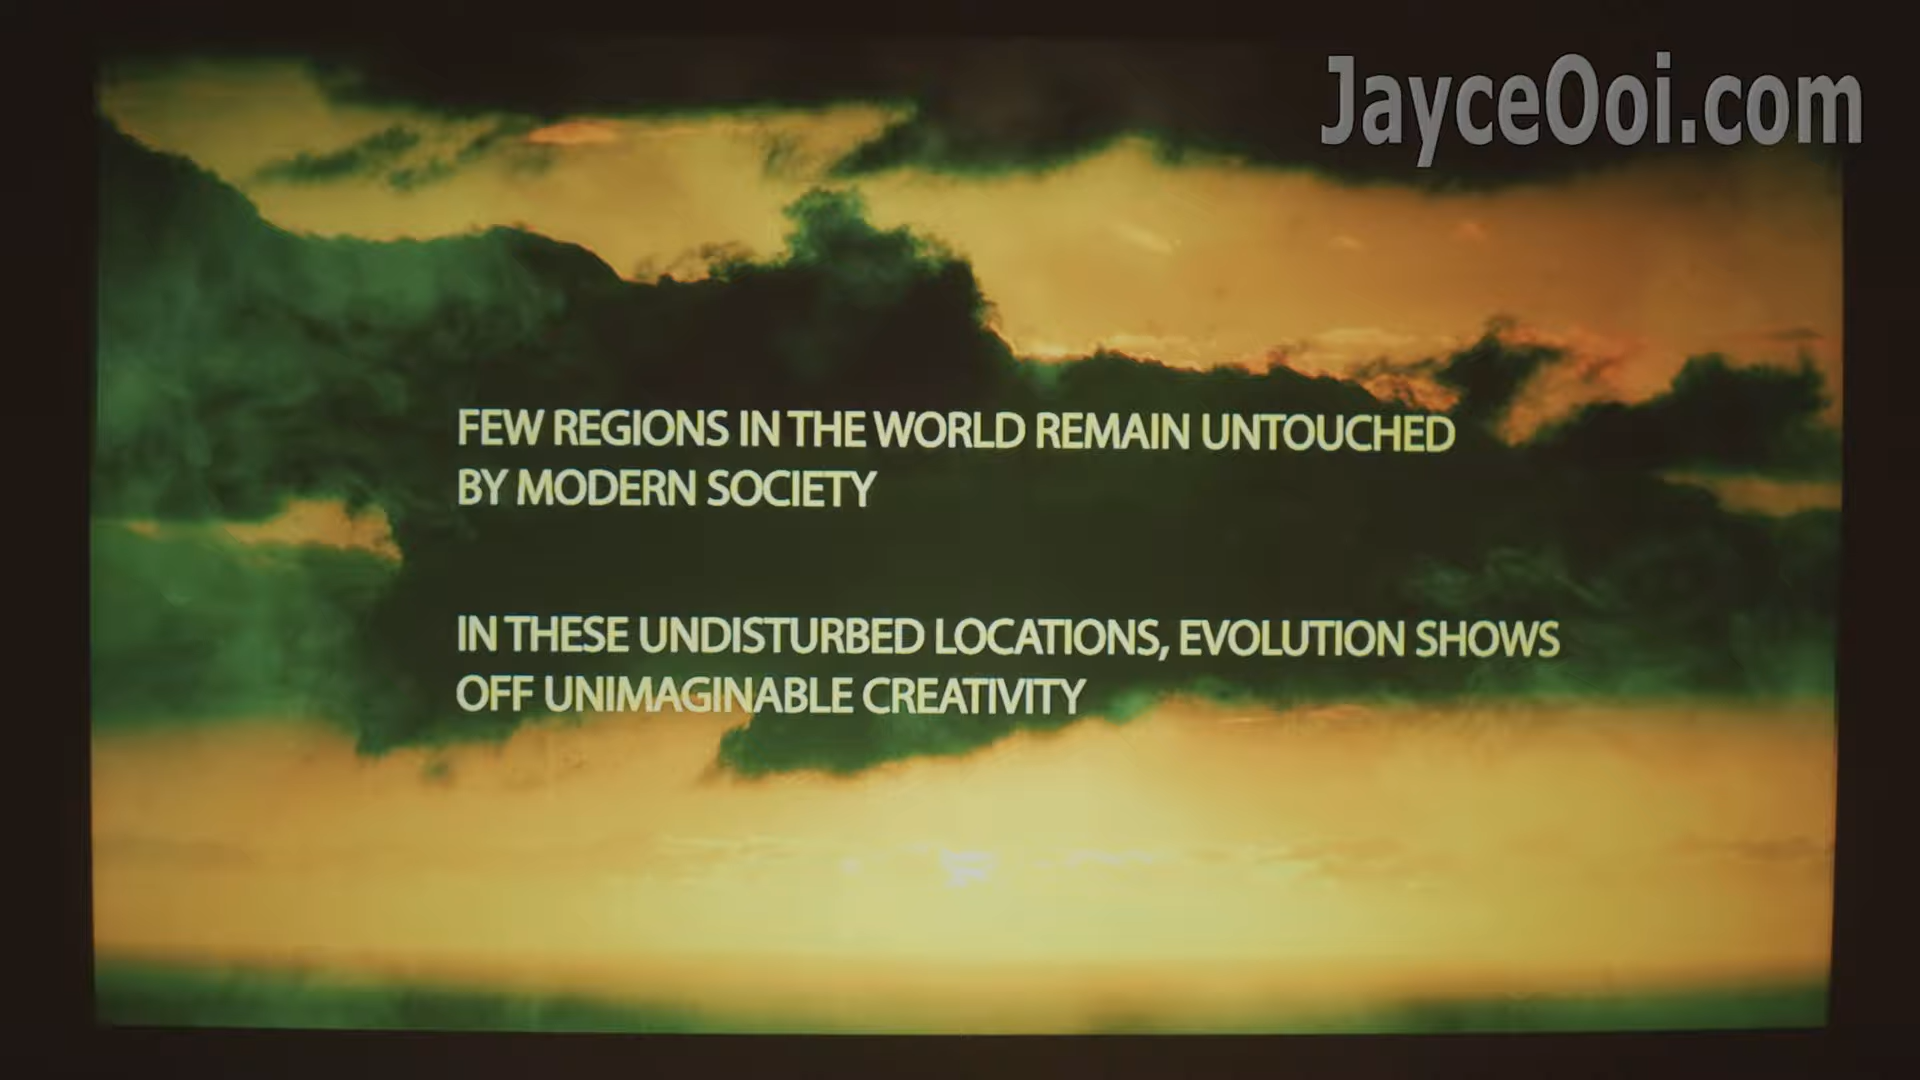 JayceOoi.com
FEW REGIONS IN THE WORLD REMAIN UNTOUCHED
BY MODERN SOCIETY
IN THESE UNDISTURBED LOCATIONS, EVOLUTION SHOWS
OFF UNIMAGINABLE CREATIVITY